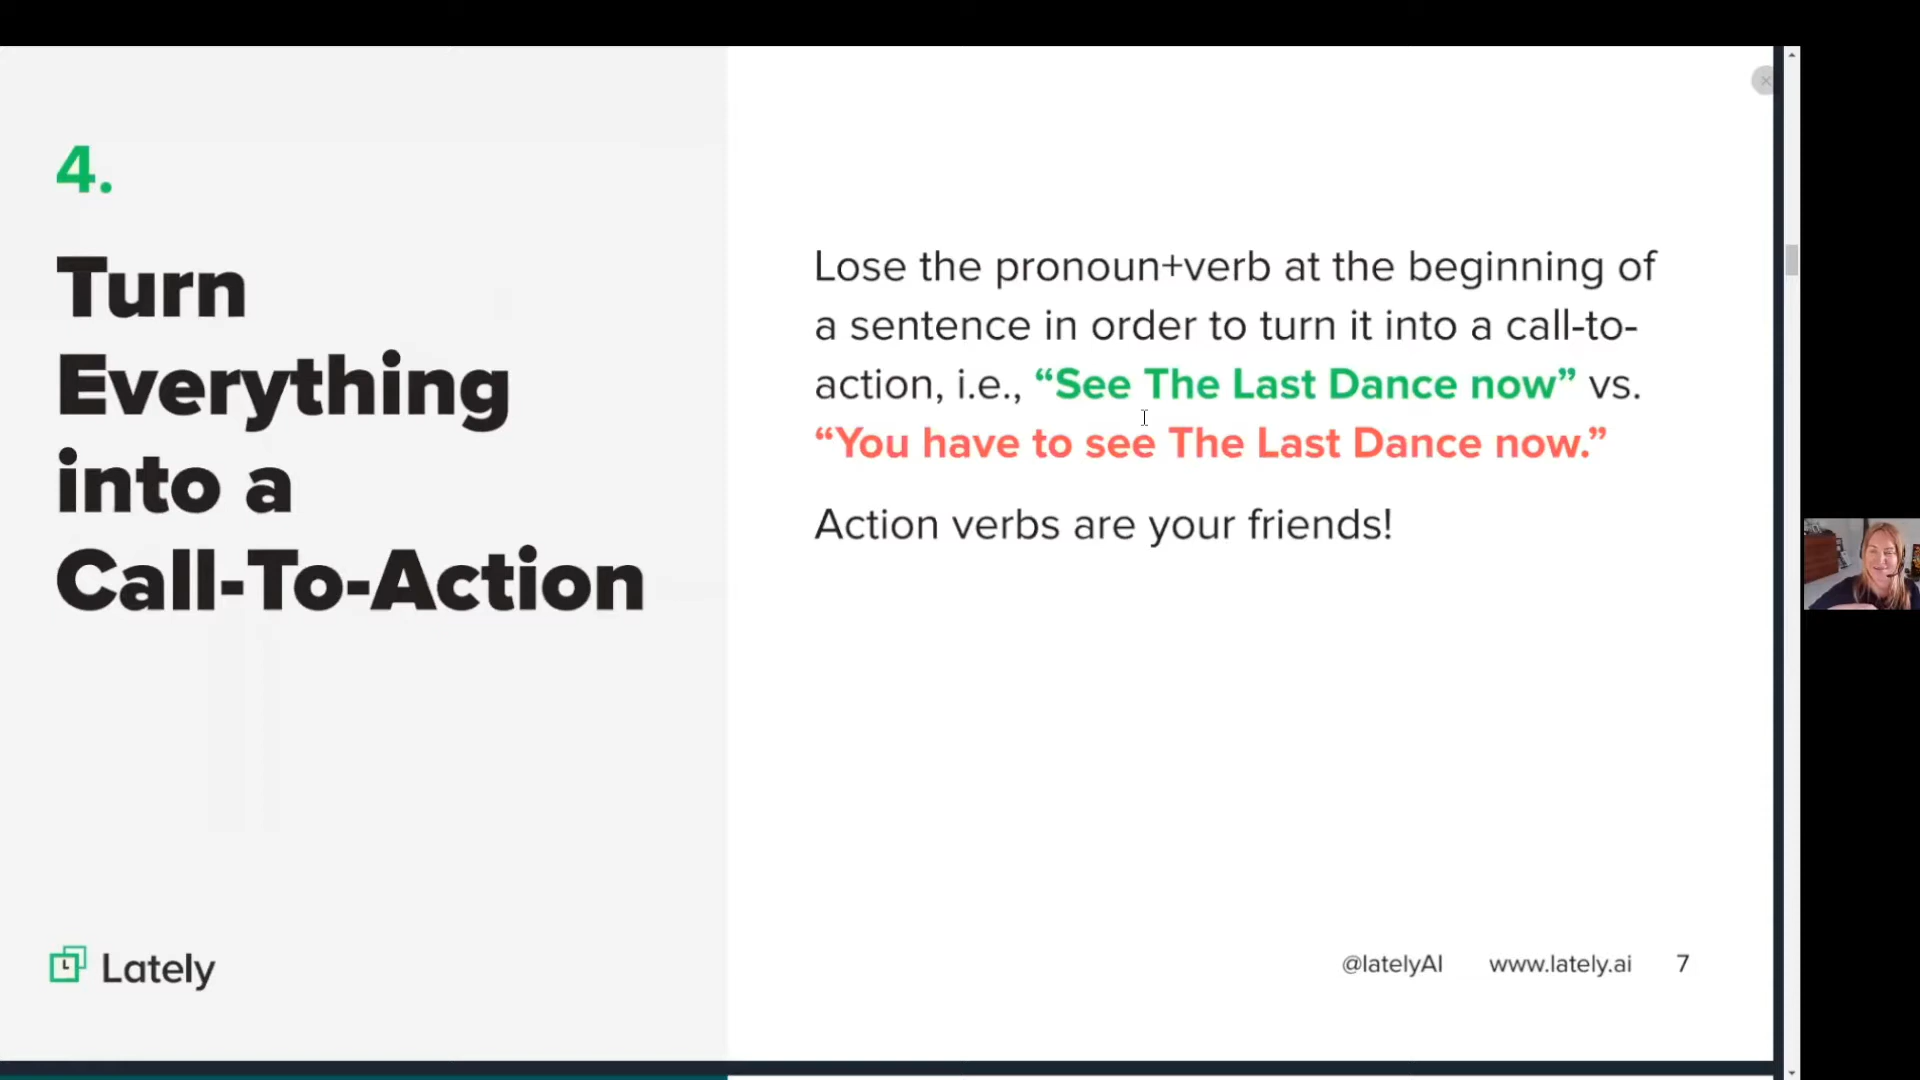 4.
Turn
Everything
into a
Call-To-Action
Lose the pronoun+verb at the beginning of
a sentence in order to turn it into a call-to-
action, i.e., “See The Last Dance now” vs.
“You have to see The Last Dance now.”
Action verbs are your friends!
Lately
@latelyAI www.lately.ai 7